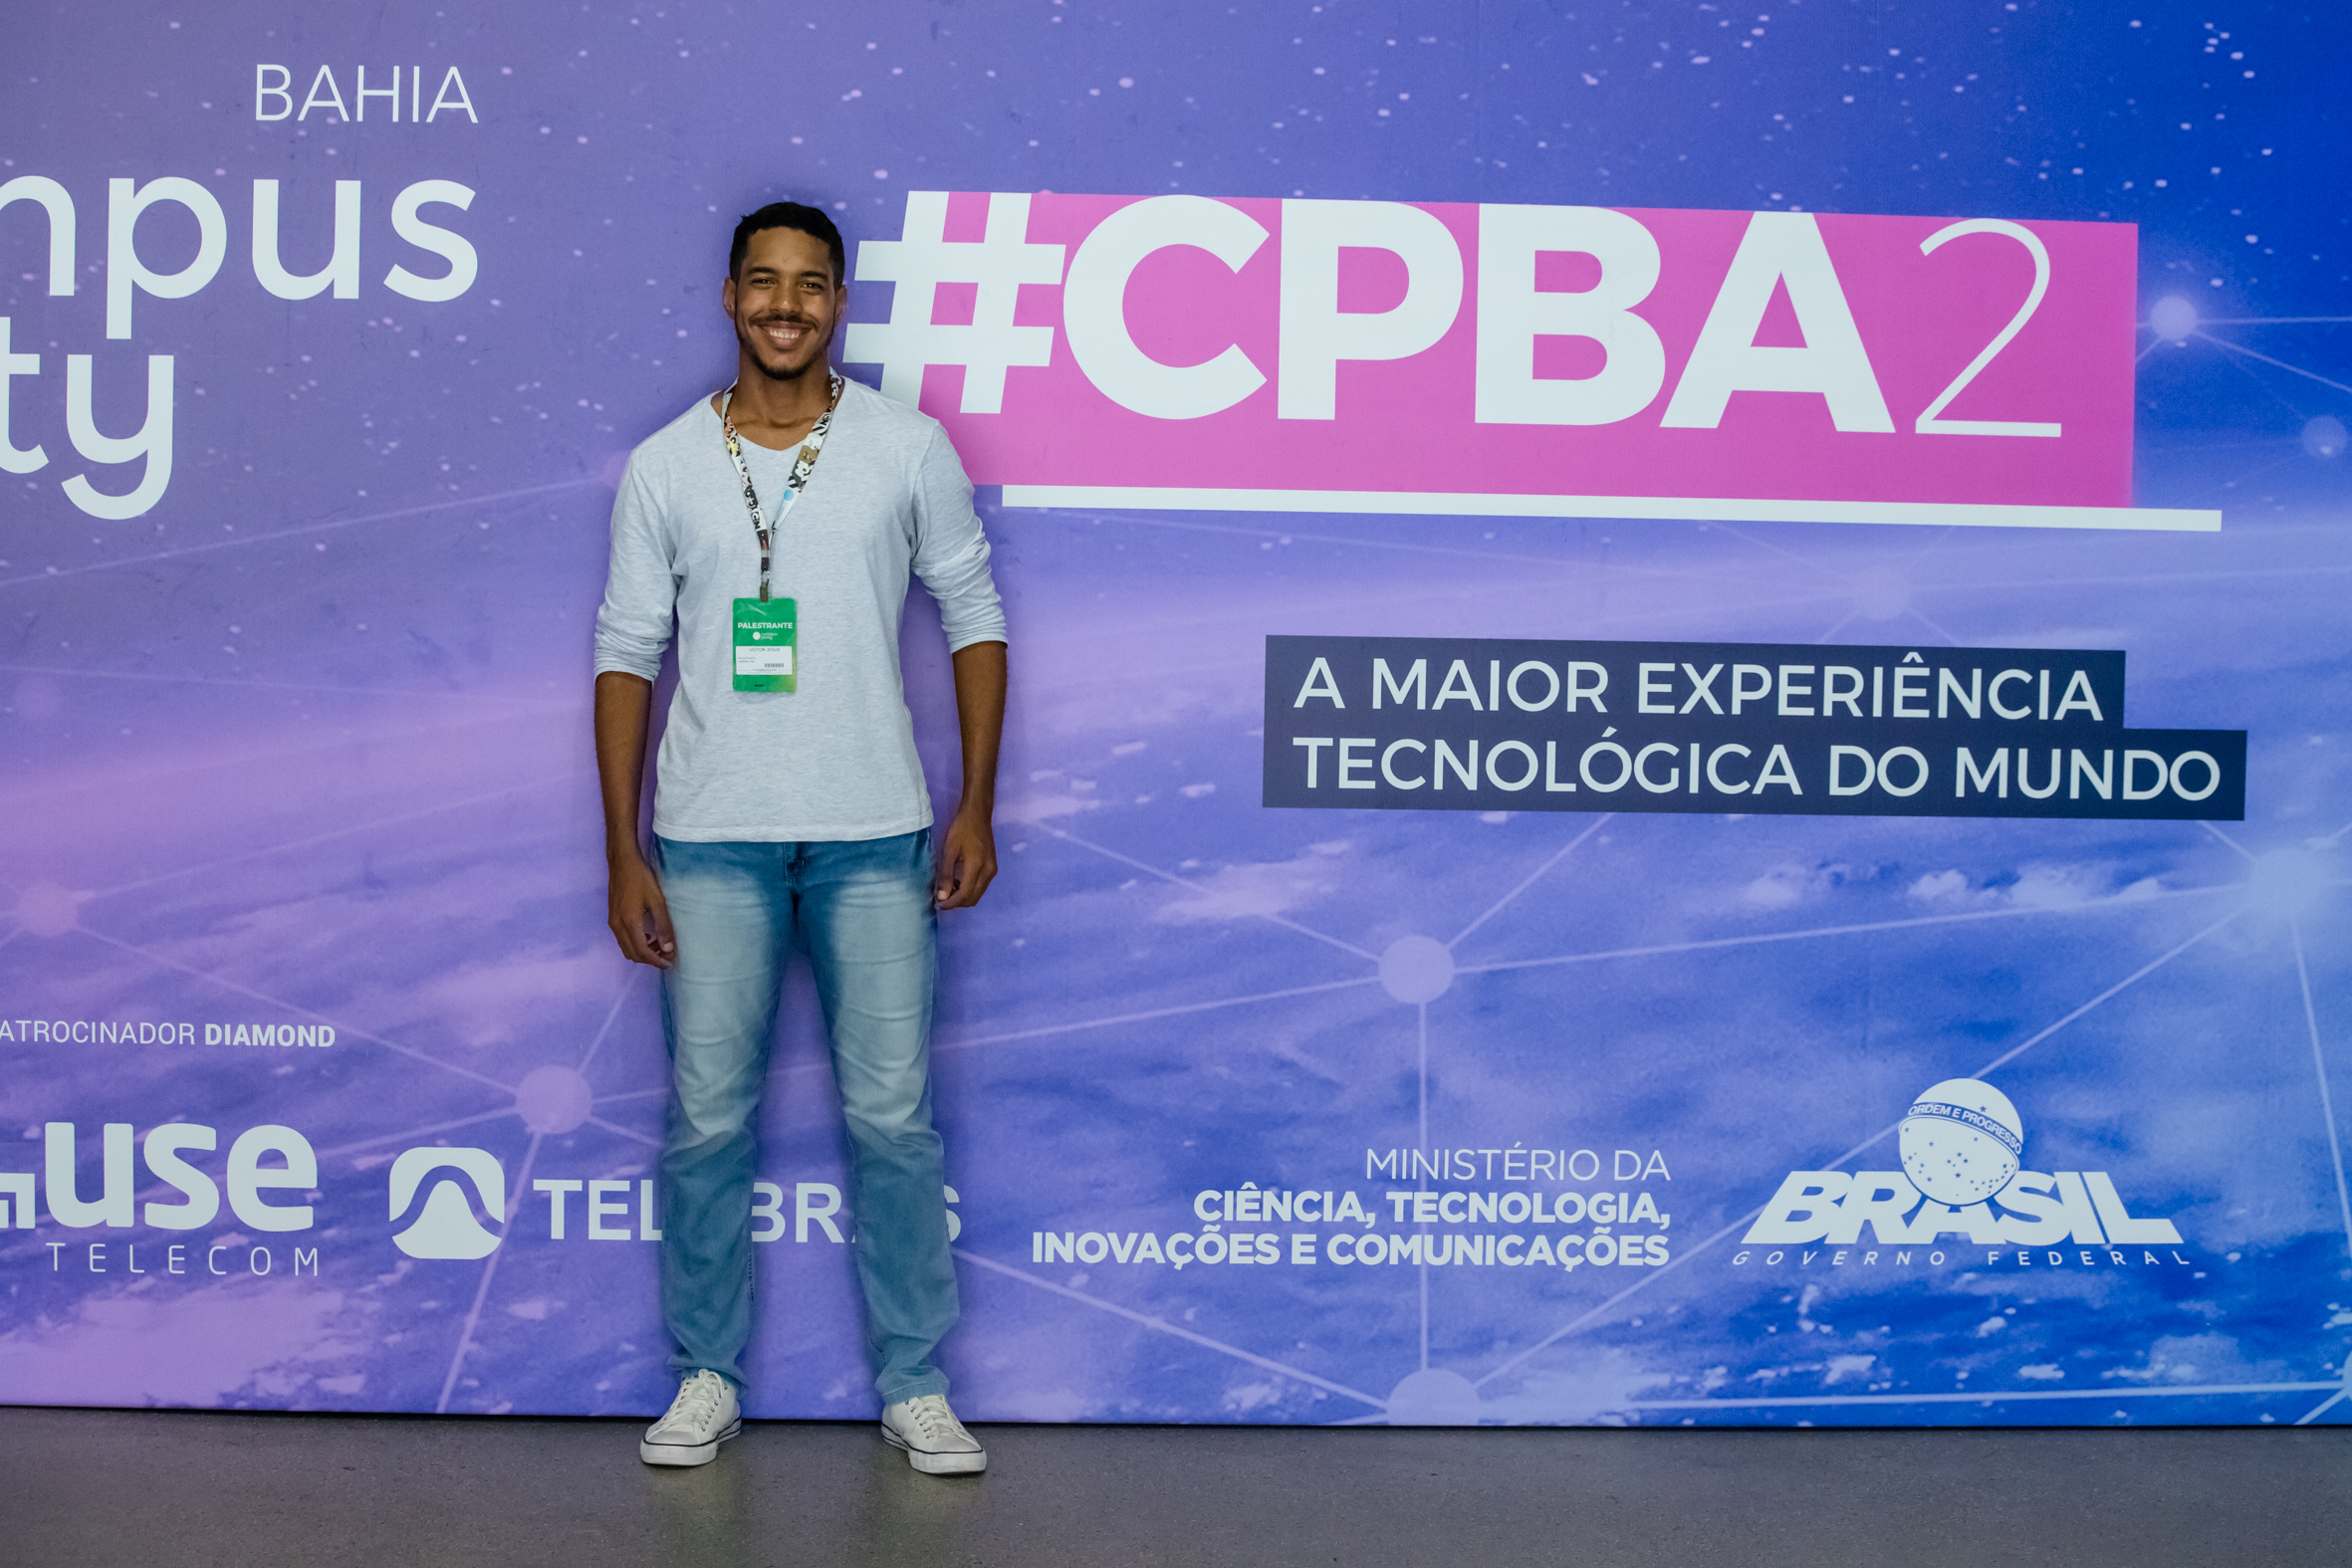 BAHIA
mpus
ty
#CPBA2
A MAIOR EXPERIÊNCIA
TECNOLÓGICA DO MUNDO
PALESTRANTE
ATROCINADOR DIAMOND
use
TELECOM
MINISTÉRIO DA
CIÊNCIA, TECNOLOGIA,
INOVAÇÕES E COMUNICAÇÕES
ORDEM E PROGRESSO
BRASIL
GOVERNO FEDERAL